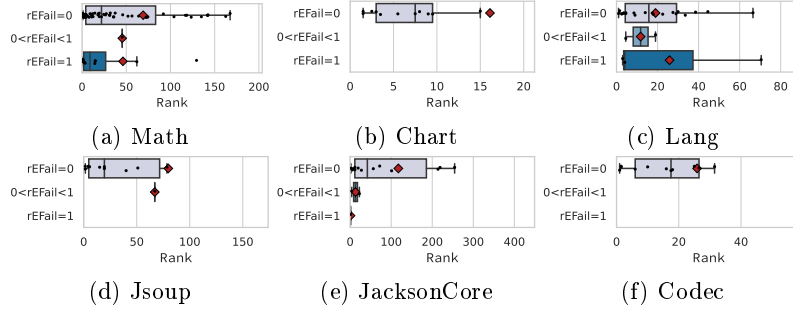 rEFail=0
0<rEFail<1
rEFail=1
0 50 100 150 200
Rank
(a) Math
rEFail=0
0<rEFail<1
rEFail=1
0 5 10 15 20
Rank
(b) Chart
rEFail=0
0<rEFail<1
rEFail=1
0 20 40 60 80
Rank
(c) Lang
rEFail=0
0<rEFail<1
rEFail=1
0 50 100 150
Rank
(d) Jsoup
rEFail=0
0<rEFail<1
rEFail=1
0 100 200 300 400
Rank
(e) JacksonCore
rEFail=0
0<rEFail<1
rEFail=1
0 20 40
Rank
(f) Codec